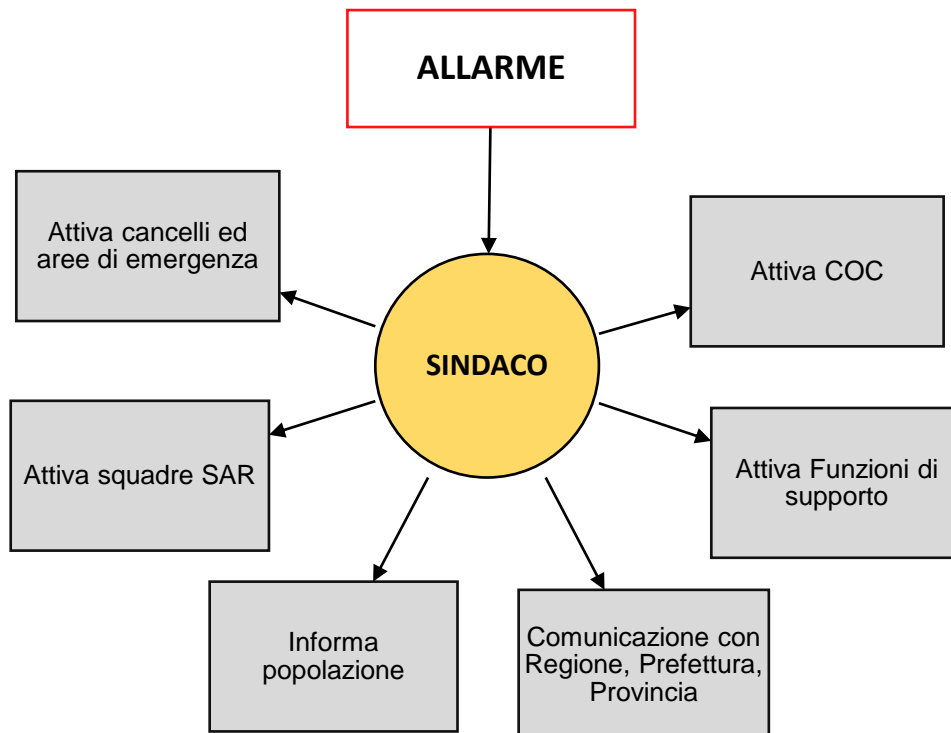 ALLARME
Attiva cancelli ed
aree di emergenza
Attiva COC
SINDACO
Attiva squadre SAR
Attiva Funzioni di
supporto
Informa
popolazione
Comunicazione con
Regione, Prefettura,
Provincia